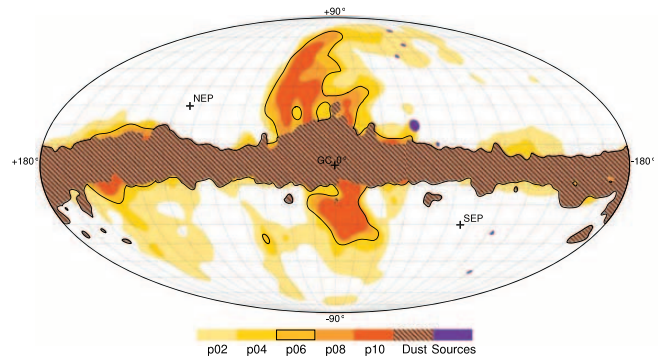 +90°
NEP
+180°
GC 0°
-180°
SEP
-90°
p02 p04 p06 p08 p10 Dust Sources